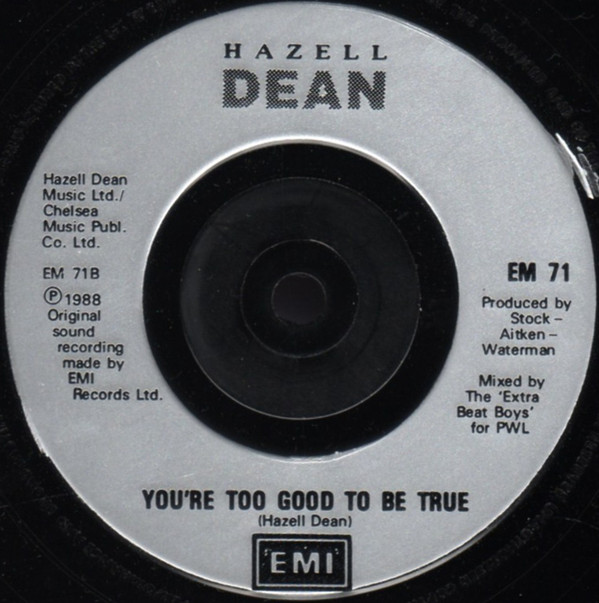 HAZELL
DEAN
Hazell Dean
Music Ltd./
Chelsea
Music Publ.
Co. Ltd.
EM 71B
Ⓟ1988
Original
sound
recording
made by
EMI
Records Ltd.
EM 71
Produced by
Stock-
Aitken-
Waterman
Mixed by
The 'Extra
Beat Boys'
for PWL
YOU'RE TOO GOOD TO BE TRUE
(Hazell Dean)
EMI